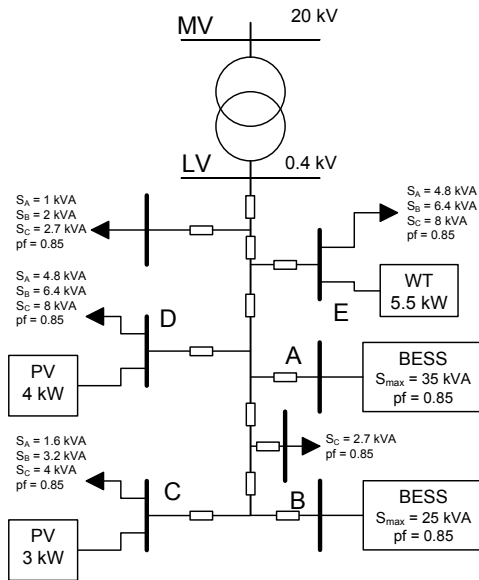 MV
20 kV
LV
0.4 kV
S_A = 1 kVA
S_B = 2 kVA
S_C = 2.7 kVA
pf = 0.85
S_A = 4.8 kVA
S_B = 6.4 kVA
S_C = 8 kVA
pf = 0.85
WT
5.5 kW
E
S_A = 4.8 kVA
S_B = 6.4 kVA
S_C = 8 kVA
pf = 0.85
D
PV
4 kW
A
BESS
S_max = 35 kVA
pf = 0.85
S_C = 2.7 kVA
pf = 0.85
S_A = 1.6 kVA
S_B = 3.2 kVA
S_C = 4 kVA
pf = 0.85
C
PV
3 kW
B
BESS
S_max = 25 kVA
pf = 0.85